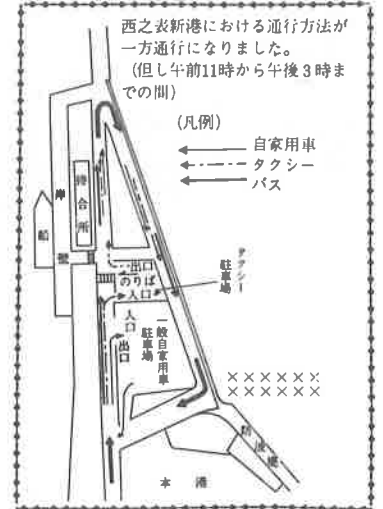 西之表新港における通行方法が
一方通行になりました。
(但し午前11時から午後3時ま
での間)
(凡例)
自家用車
タクシー
バス
待合所
岸壁
船
出口
のりば
入口
タクシー
駐車場
入口
出口
一般自家用車
駐車場
防波堤
本港